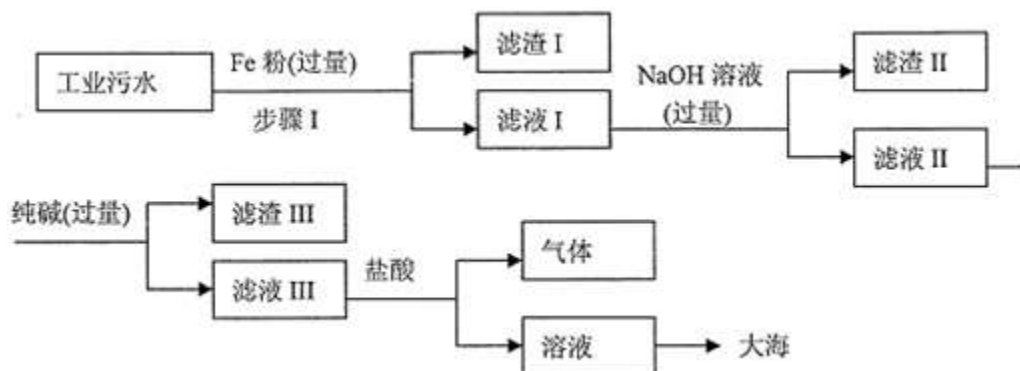 工业污水
Fe 粉(过量)
步骤 I
滤渣 I
滤液 I
NaOH 溶液
(过量)
滤渣 II
滤液 II
纯碱(过量)
滤渣 III
滤液 III
盐酸
气体
溶液
大海